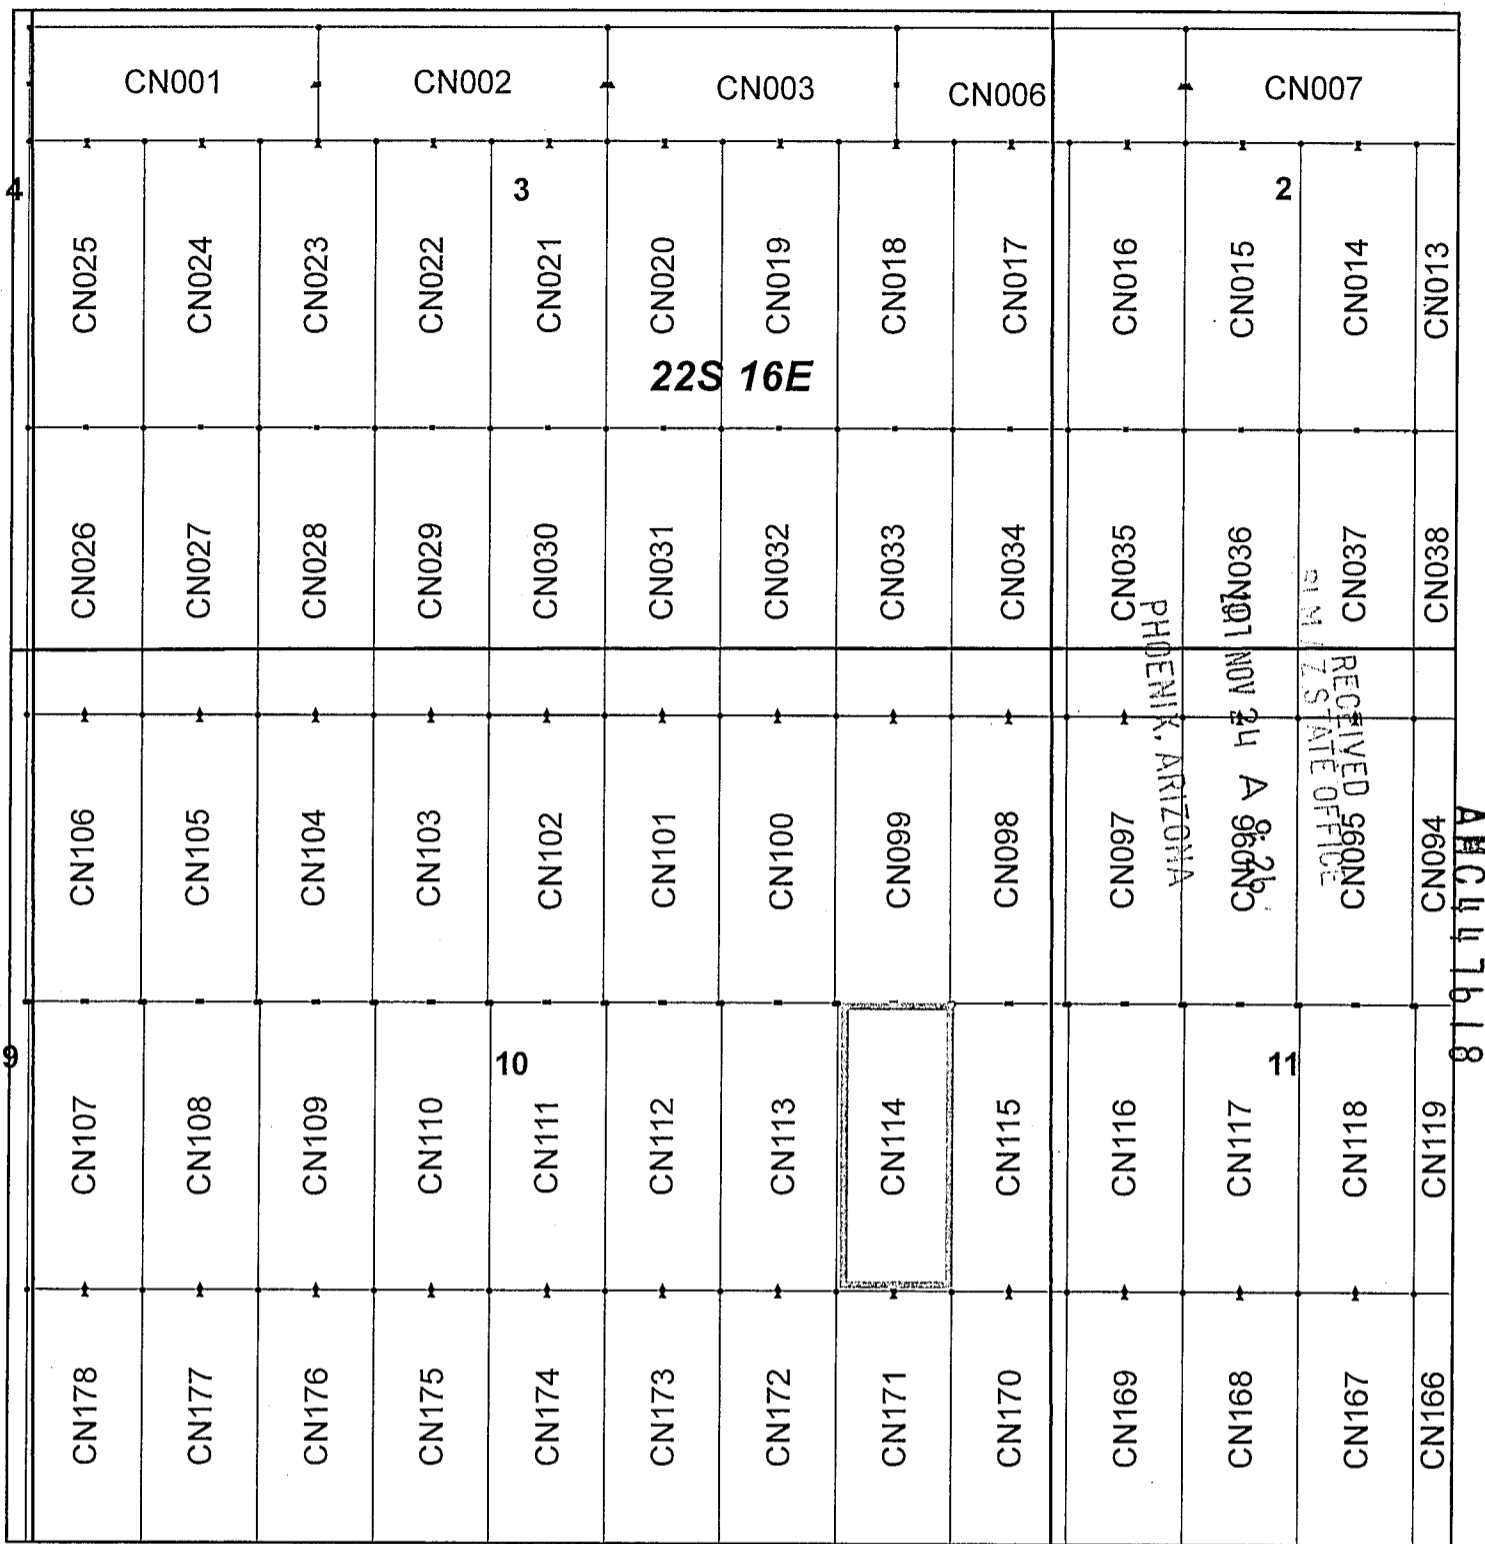 CN001 CN002 CN003 CN006 CN007
4 3 2
CN025 CN024 CN023 CN022 CN021 CN020 CN019 CN018 CN017 CN016 CN015 CN014 CN013
22S 16E
CN026 CN027 CN028 CN029 CN030 CN031 CN032 CN033 CN034 CN035 CN036 CN037 CN038
RECEIVED
STATE OFFICE
NOV 24 A 9:26
PHOENIX, ARIZONA
CN106 CN105 CN104 CN103 CN102 CN101 CN100 CN099 CN098 CN097 CN096 CN095 CN094
9 10 11
CN107 CN108 CN109 CN110 CN111 CN112 CN113 CN114 CN115 CN116 CN117 CN118 CN119
CN178 CN177 CN176 CN175 CN174 CN173 CN172 CN171 CN170 CN169 CN168 CN167 CN166